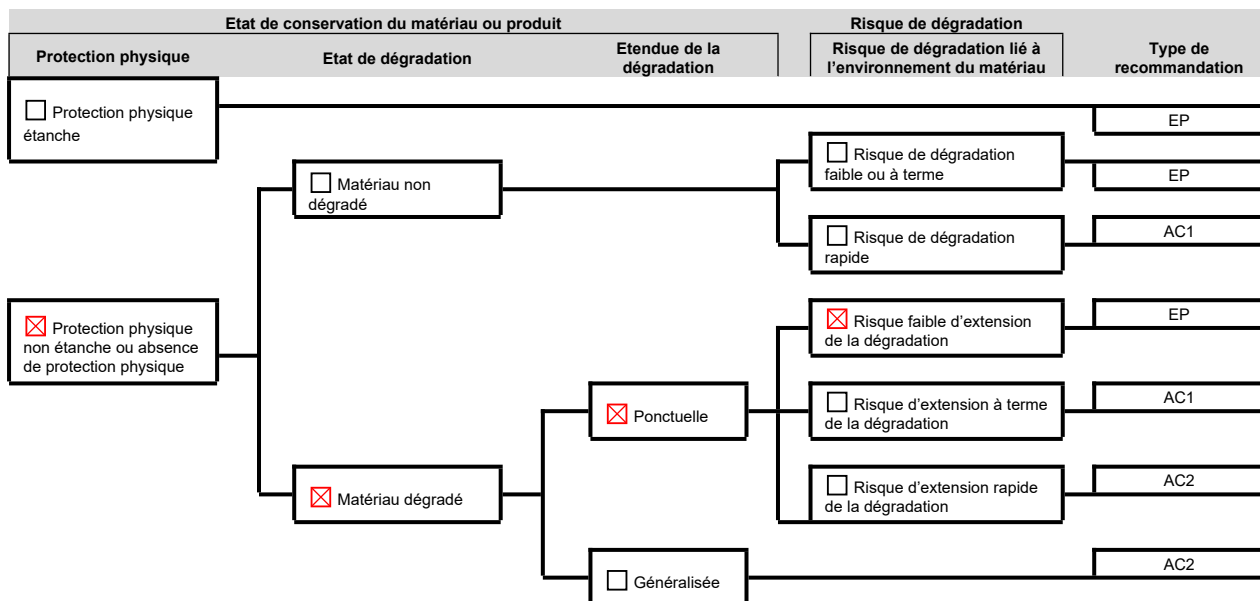 Etat de conservation du matériau ou produit
Risque de dégradation
Protection physique
Etat de dégradation
Etendue de la
dégradation
Risque de dégradation lié à
l'environnement du matériau
Type de
recommandation
Protection physique
étanche
EP
Matériau non
dégradé
Risque de dégradation
faible ou à terme
EP
Risque de dégradation
rapide
AC1
Protection physique
non étanche ou absence
de protection physique
Risque faible d'extension
de la dégradation
EP
Ponctuelle
Risque d'extension à terme
de la dégradation
AC1
Matériau dégradé
Risque d'extension rapide
de la dégradation
AC2
Généralisée
AC2